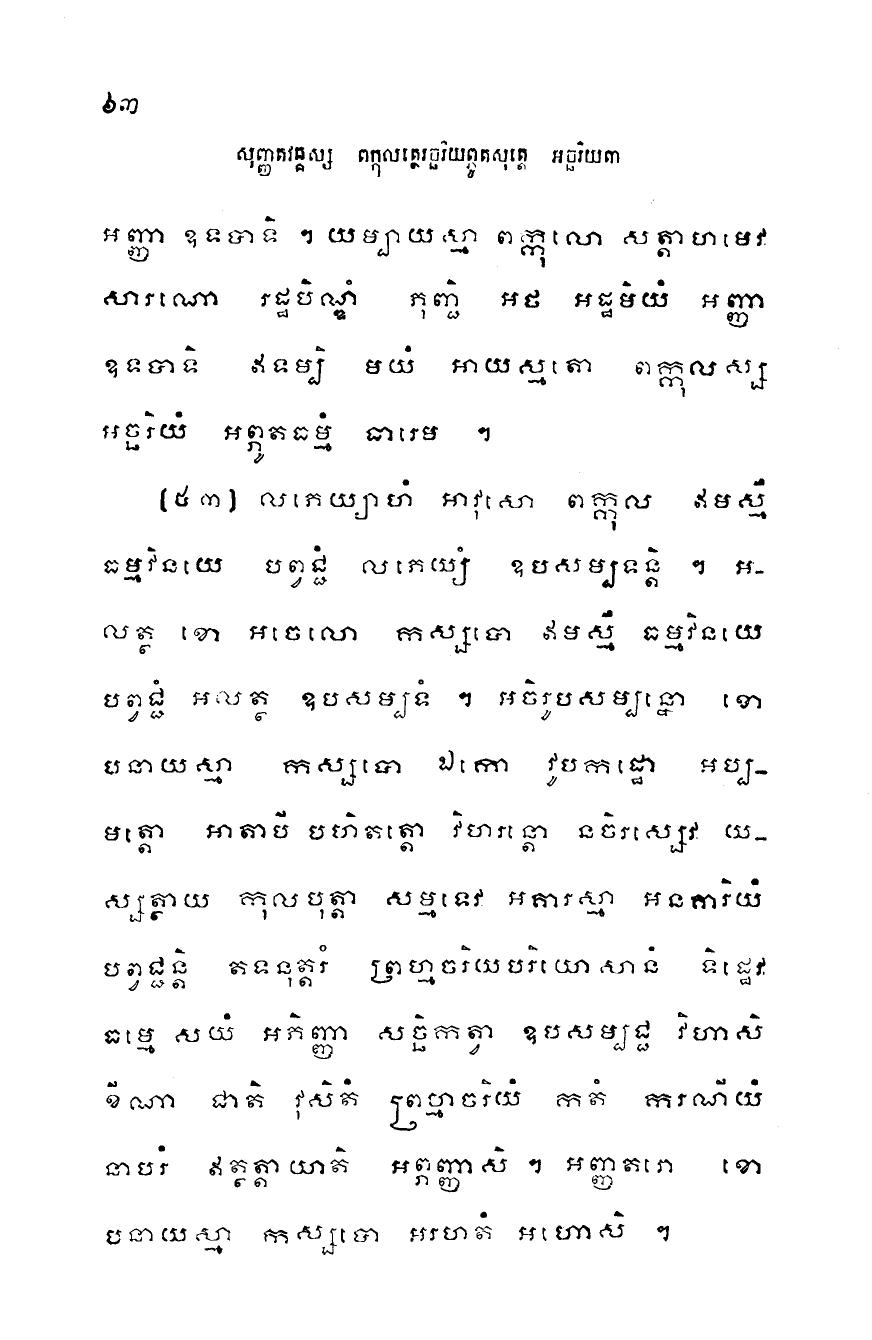 ៦៣
សុញ្ញតវគ្គស្ស ពក្កុលត្ថេរច្ឆរិយព្ភូតសុត្តេ អច្ឆរិយ៣
អញ្ញា ឧទបាទិ ។ យម្បាយស្មា ពក្កុលោ សត្តាហមេវ
សារណោ រដ្ឋបិណ្ឌំ ភុញ្ជិ អថ អដ្ឋមិយំ អញ្ញា
ឧទបាទិ ឥទម្បិ មយំ អាយស្មតោ ពក្កុលស្ស
អច្ឆរិយំ អព្ភូតធម្មំ ធារេម ។
(៥៣) លភេយ្យាហំ អាវុសោ ពក្កុល ឥមស្មឹ
ធម្មវិនយេ បព្វជ្ជំ លភេយ្យំ ឧបសម្បទន្តិ ។ អ-
លត្ថ ខោ អចេលោ កស្សបោ ឥមស្មឹ ធម្មវិនយេ
បព្វជ្ជំ អលត្ថ ឧបសម្បទំ ។ អចិរូបសម្បន្នោ ខោ
បនាយស្មា កស្សបោ ឯកោ វូបកដ្ឋោ អប្ប-
មត្តោ អាតាបី បហិតត្តោ វិហរន្តោ នចិរស្សេវ យ-
ស្សត្ថាយ កុលបុត្តា សម្មទេវ អគារស្មា អនគារិយំ
បព្វជ្ជន្តិ តទនុត្តរំ ព្រហ្មចរិយបរិយោសានំ ទិដ្ឋេវ
ធម្មេ សយំ អភិញ្ញា សច្ឆិកត្វា ឧបសម្បជ្ជ វិហាសិ
ខីណា ជាតិ វុសិតំ ព្រហ្មចរិយំ កតំ ករណីយំ
នាបរំ ឥត្ថត្តាយាតិ អព្ភញ្ញាសិ ។ អញ្ញតរោ ខោ
បនាយស្មា កស្សបោ អរហតំ អហោសិ ។